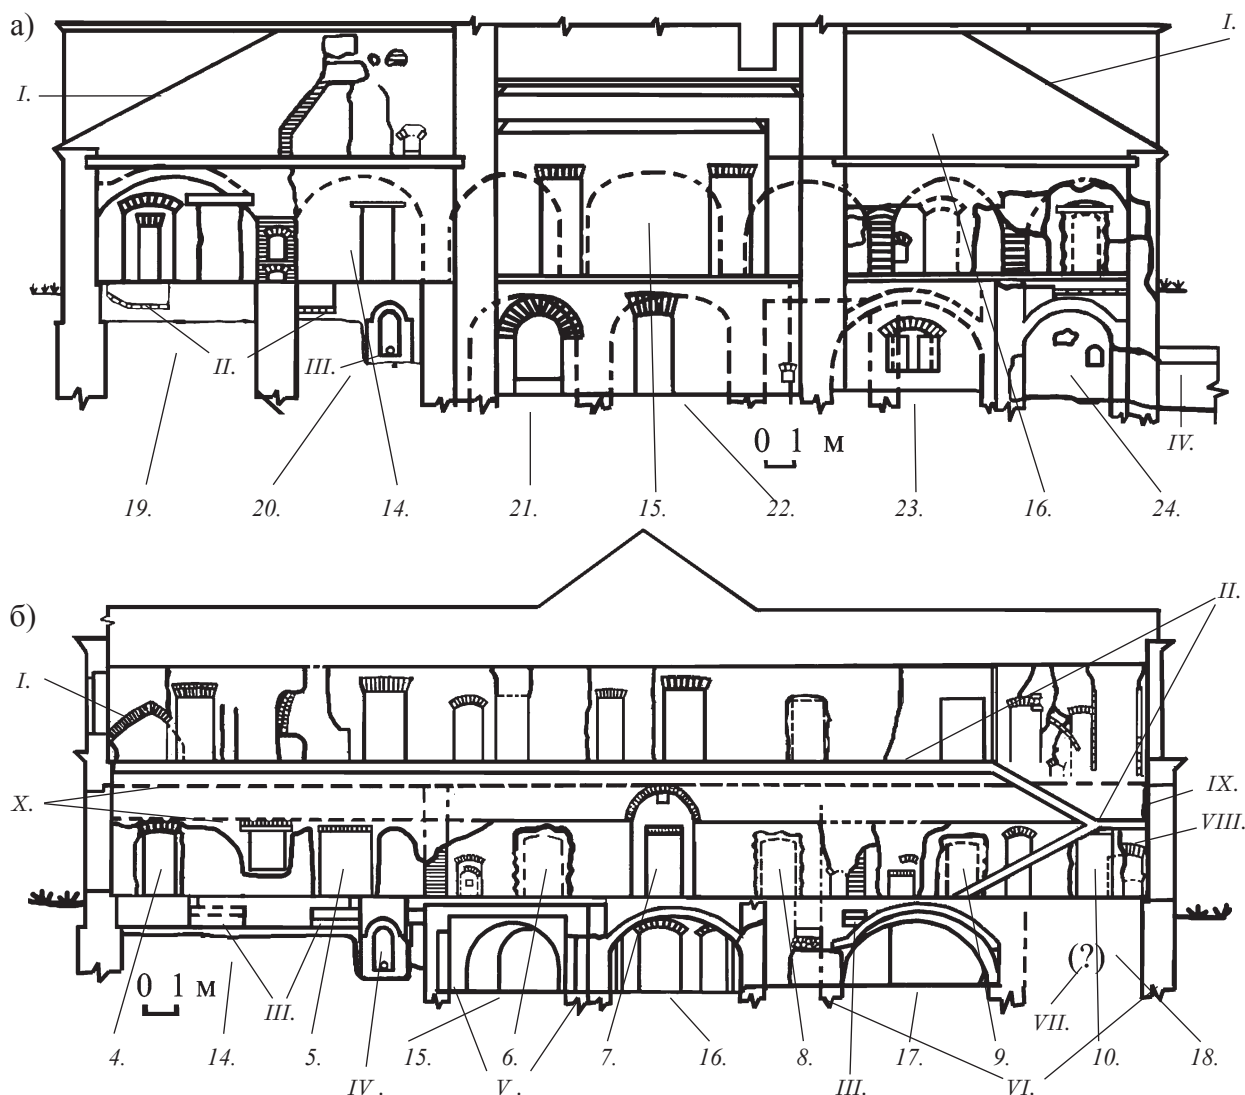 а)
I.
I.
II.
III.
IV.
0 1 м
19.
20.
14.
21.
15.
22.
23.
16.
24.
б)
II.
I.
X.
IX.
VIII.
(?)
0 1 м
VII.
4.
14.
III.
5.
15.
6.
7.
16.
8.
17.
9.
10.
18.
IV.
V.
III.
VI.